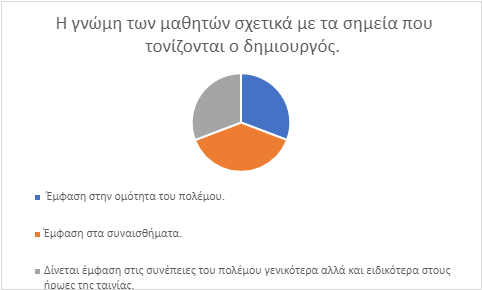 Η γνώμη των μαθητών σχετικά με τα σημεία που
τονίζονται ο δημιουργός.
Έμφαση στην ομότητα του πολέμου.
Έμφαση στα συναισθήματα.
Δίνεται έμφαση στις συνέπειες του πολέμου γενικότερα αλλά και ειδικότερα στους
ήρωες της ταινίας.